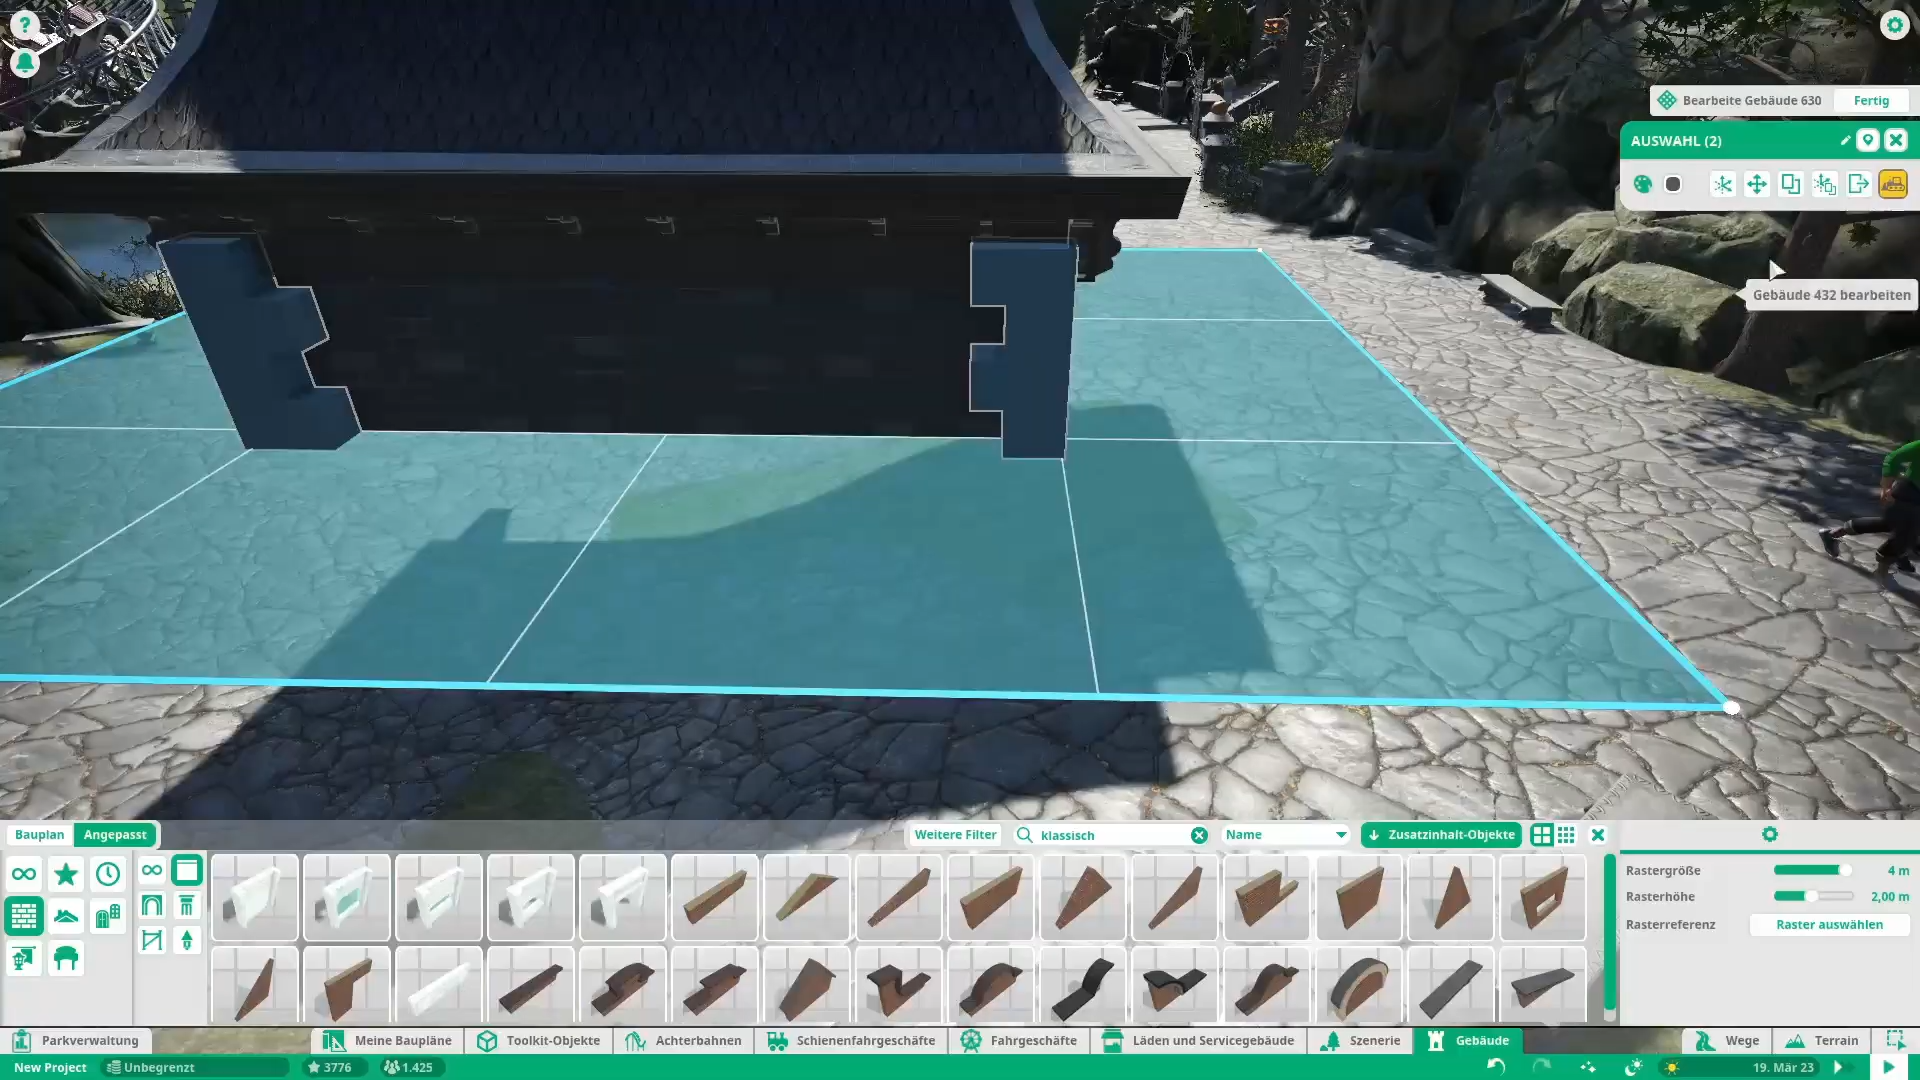 ?
Bearbeite Gebäude 630
Fertig
AUSWAHL (2)
Gebäude 432 bearbeiten
Bauplan
Angepasst
Weitere Filter
klassisch
Name
Zusatzinhalt-Objekte
Rastergröße
4 m
Rasterhöhe
2,00 m
Rasterreferenz
Raster auswählen
Parkverwaltung
Meine Baupläne
Toolkit-Objekte
Achterbahnen
Schienenfahrgeschäfte
Fahrgeschäfte
Läden und Servicegebäude
Szenerie
Gebäude
Wege
Terrain
New Project
Unbegrenzt
3776
1.425
19. Mär 23